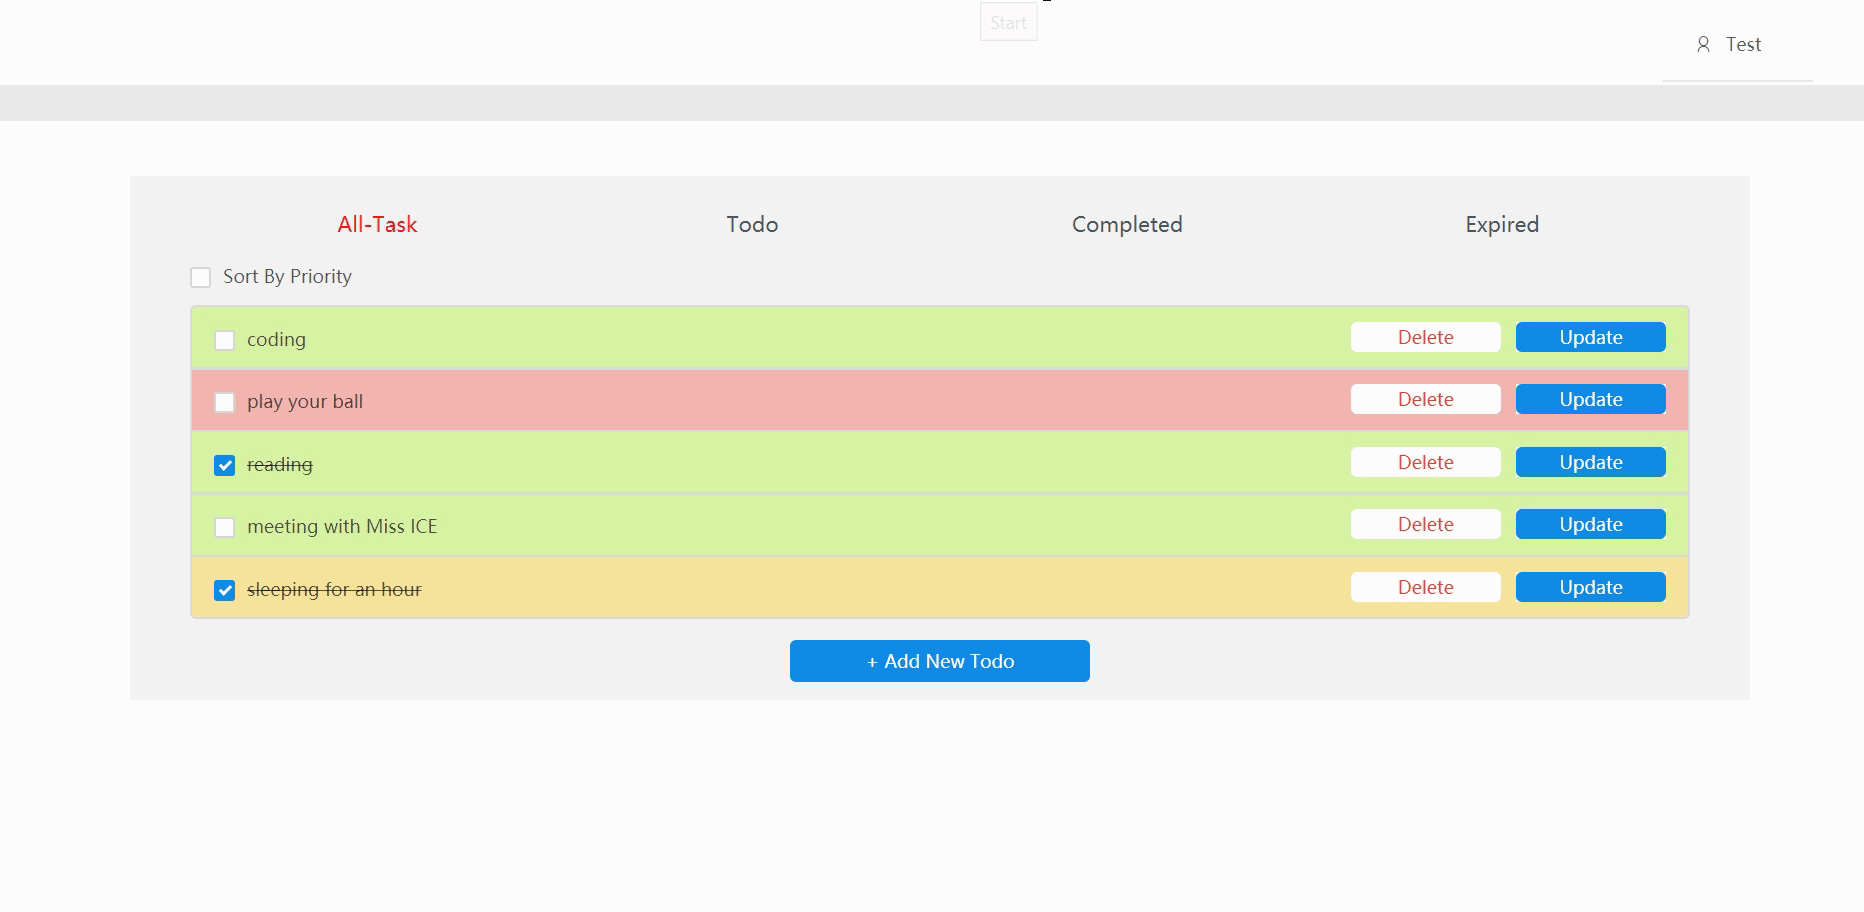 Start
Test
All-Task Todo Completed Expired
Sort By Priority
coding Delete Update
play your ball Delete Update
reading Delete Update
meeting with Miss ICE Delete Update
sleeping for an hour Delete Update
+ Add New Todo